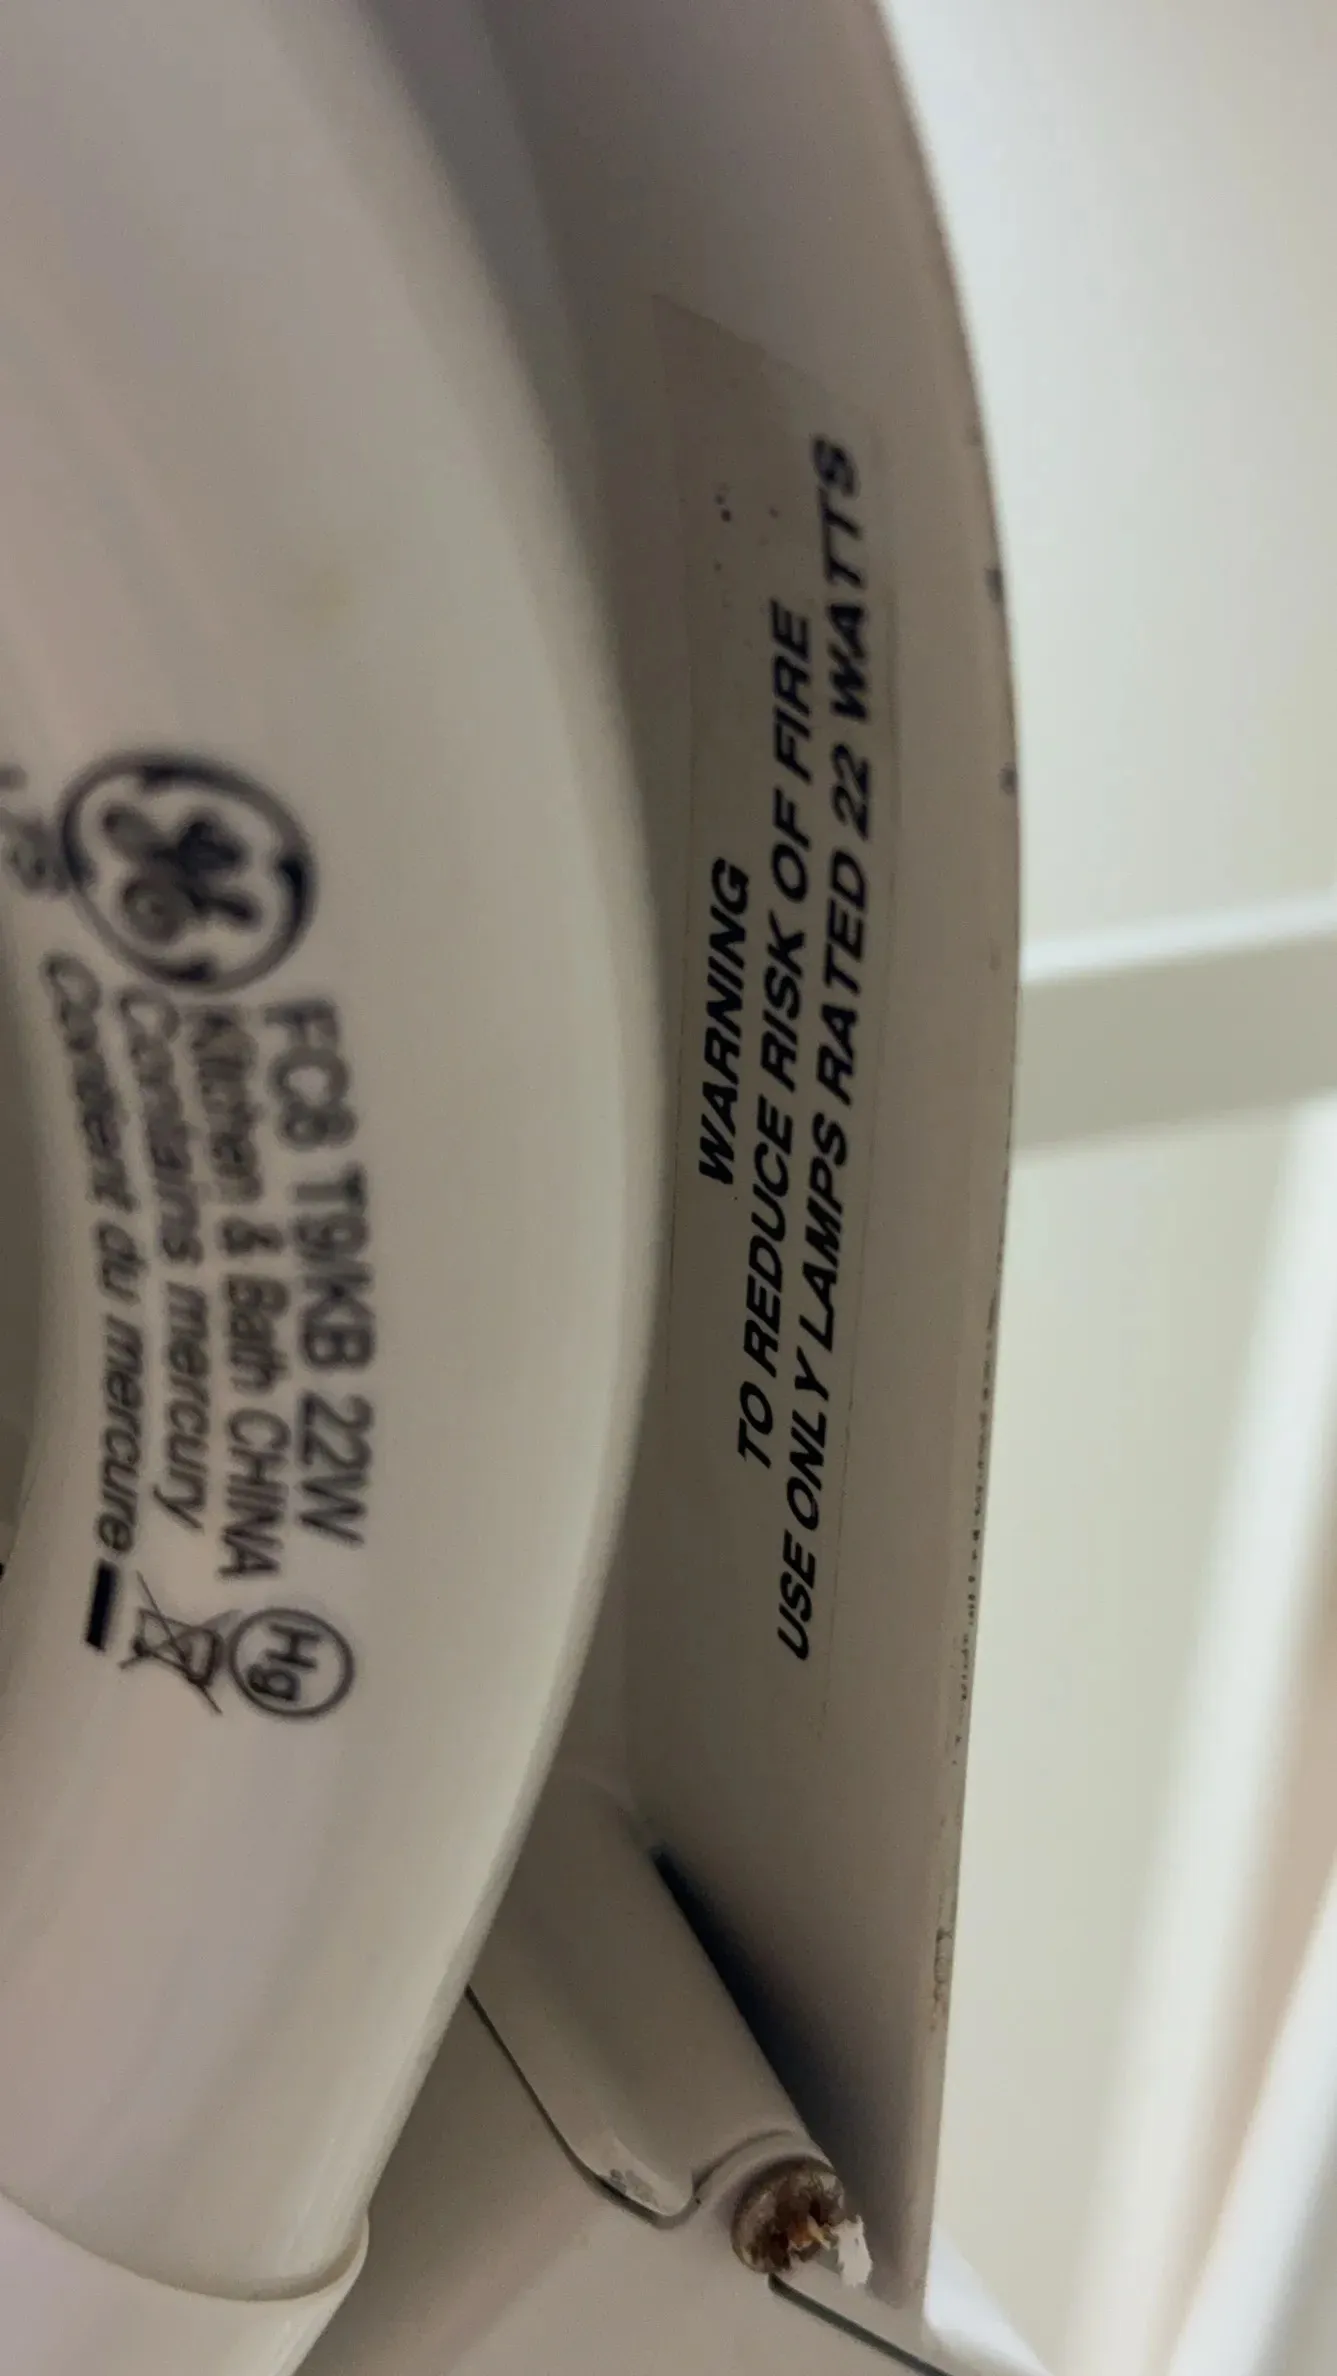 WARNING
TO REDUCE RISK OF FIRE
USE ONLY LAMPS RATED 22 WATTS
GE
FC8 T9/KB 22W
Kitchen & Bath CHINA
Contains mercury
Contient du mercure
Hg